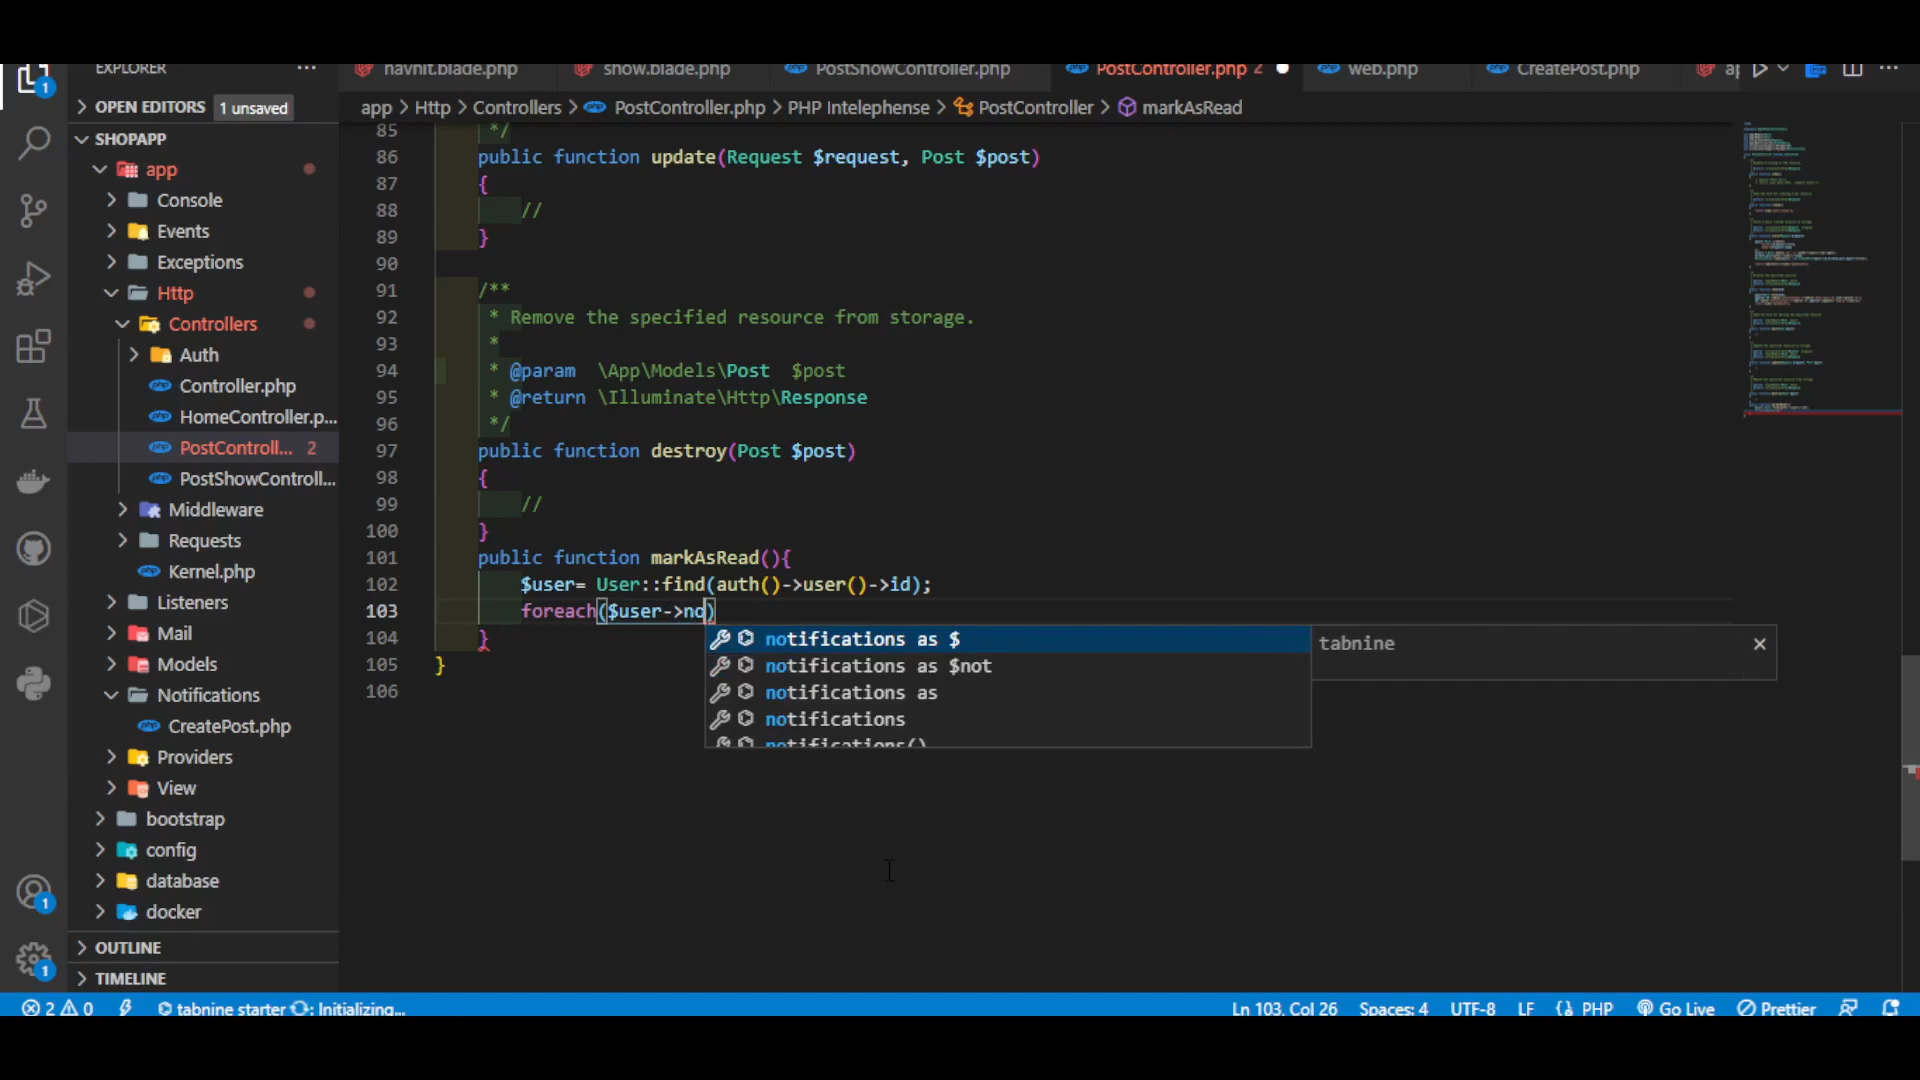 EXPLORER
navnit.blade.php
show.blade.php
PostShowController.php
PostController.php 2
web.php
CreatePost.php
OPEN EDITORS 1 unsaved
app > Http > Controllers > PostController.php > PHP Intelephense > PostController > markAsRead
SHOPAPP
app
Console
Events
Exceptions
Http
Controllers
Auth
Controller.php
HomeController.p...
PostControll... 2
PostShowControll...
Middleware
Requests
Kernel.php
Listeners
Mail
Models
Notifications
CreatePost.php
Providers
View
bootstrap
config
database
docker
OUTLINE
TIMELINE
85 */
86 public function update(Request $request, Post $post)
87 {
88 //
89 }
90
91 /**
92 * Remove the specified resource from storage.
93 *
94 * @param \App\Models\Post $post
95 * @return \Illuminate\Http\Response
96 */
97 public function destroy(Post $post)
98 {
99 //
100 }
101 public function markAsRead(){
102 $user= User::find(auth()->user()->id);
103 foreach($user->no)
104 }
105 }
106
notifications as $
notifications as $not
notifications as
notifications
notifications()
tabnine
2 0 tabnine starter : Initializing... Ln 103, Col 26 Spaces: 4 UTF-8 LF PHP Go Live Prettier